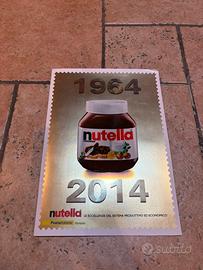 1964
nutella
2014
nutella LE ECCELLENZE DEL SISTEMA PRODUTTIVO ED ECONOMICO
Posteitaliane
subito